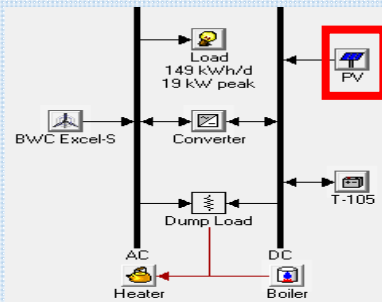 Load
149 kWh/d
19 kW peak
PV
BWC Excel-S
Converter
T-105
Dump Load
AC
DC
Heater
Boiler